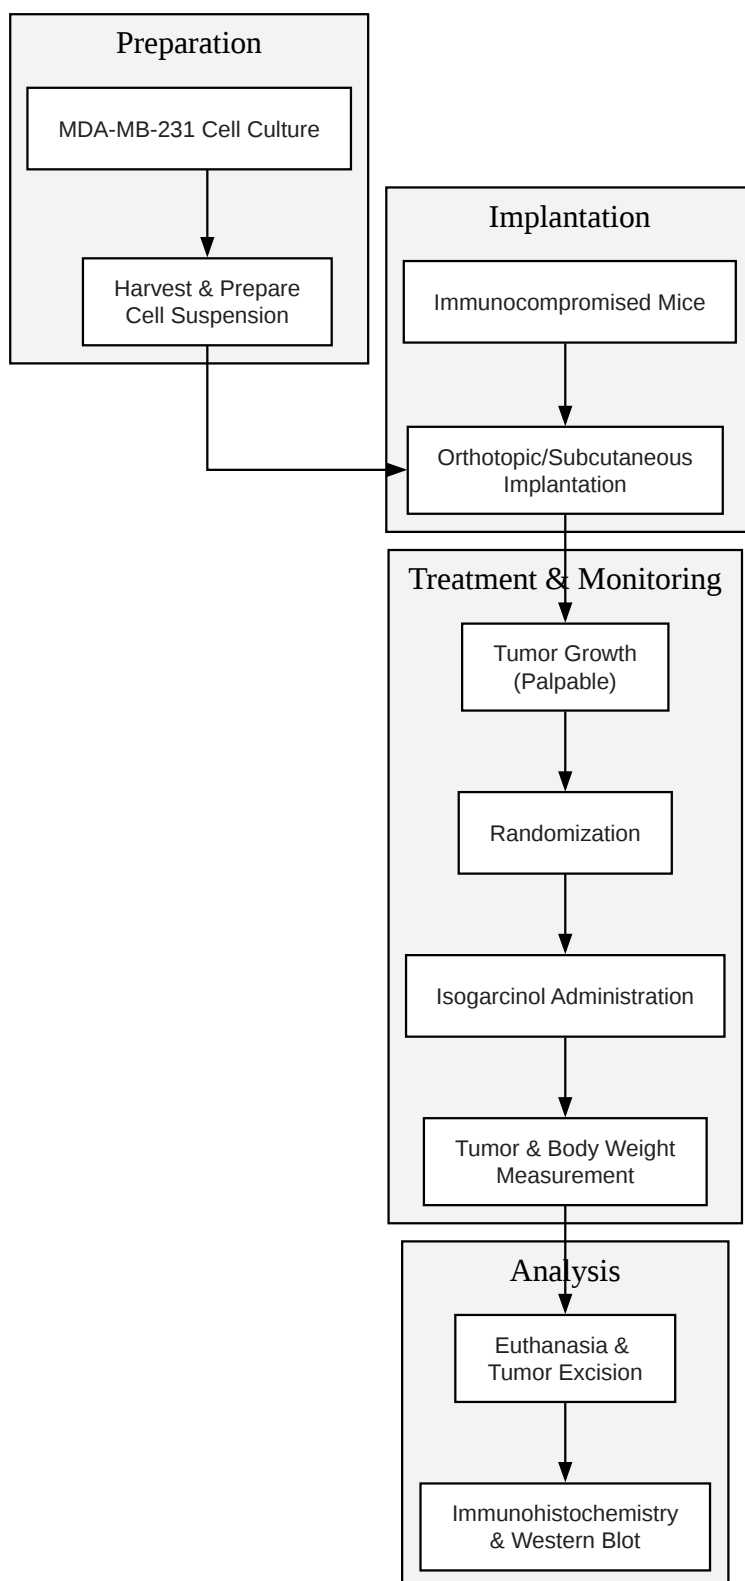 Preparation
MDA-MB-231 Cell Culture
Harvest & Prepare
Cell Suspension
Implantation
Immunocompromised Mice
Orthotopic/Subcutaneous
Implantation
Treatment & Monitoring
Tumor Growth
(Palpable)
Randomization
Isogarcinol Administration
Tumor & Body Weight
Measurement
Analysis
Euthanasia &
Tumor Excision
Immunohistochemistry
& Western Blot